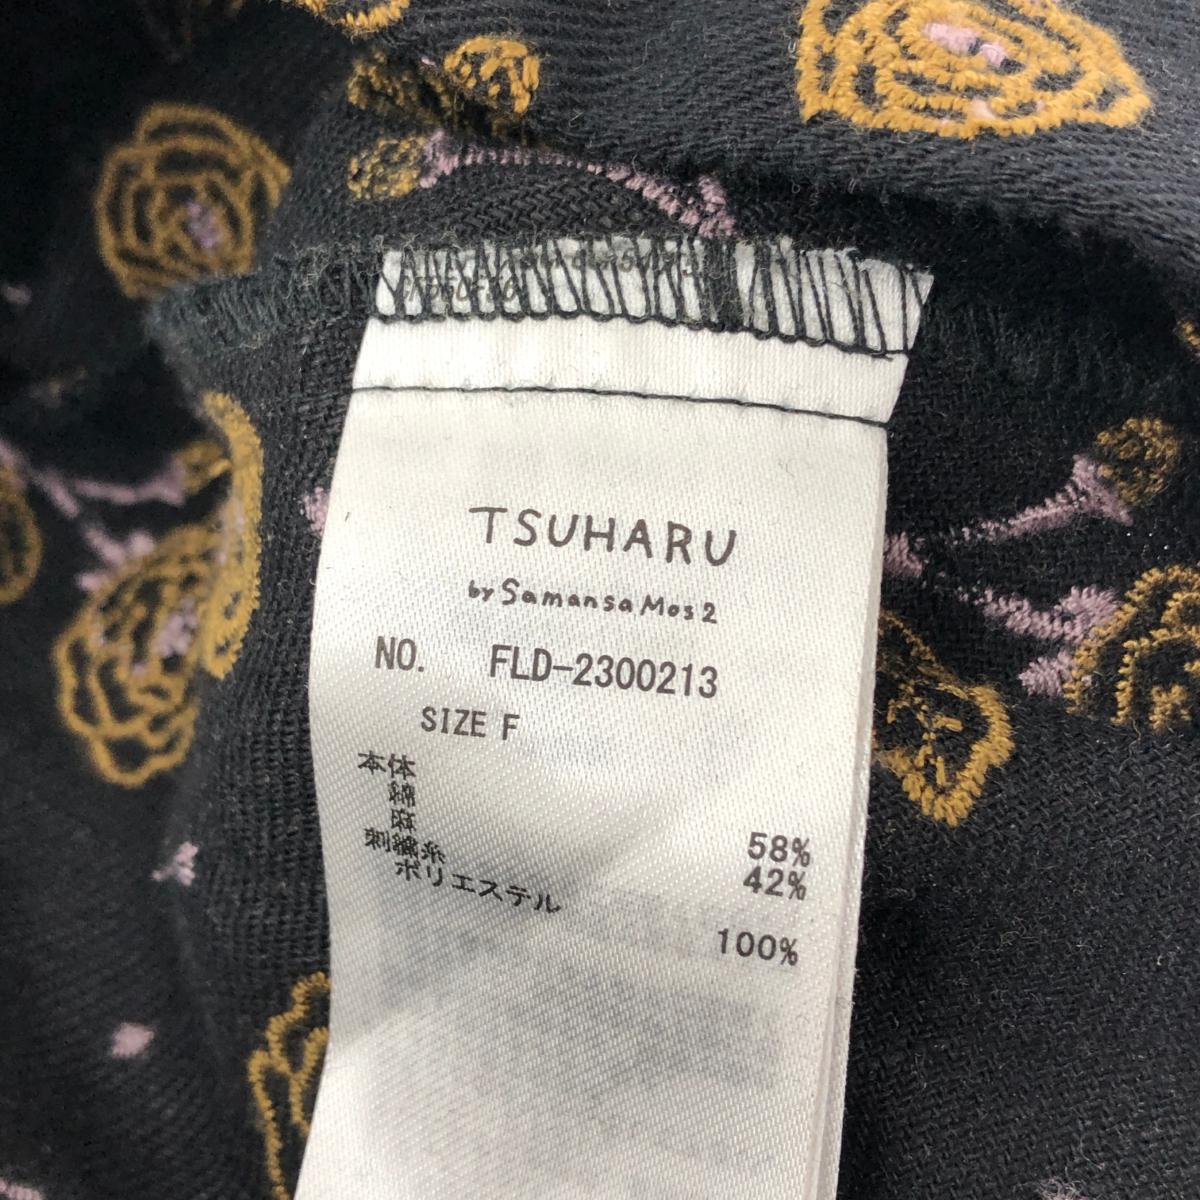 TSUHARU
by Samansa Mos2
NO. FLD-2300213
SIZE F
本体
綿 58%
麻 42%
刺繍糸
ポリエステル 100%